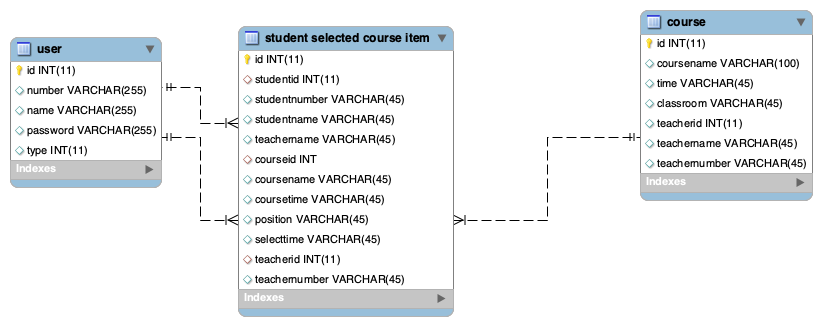 user
id INT(11)
number VARCHAR(255)
name VARCHAR(255)
password VARCHAR(255)
type INT(11)
Indexes
student selected course item
id INT(11)
studentid INT(11)
studentnumber VARCHAR(45)
studentname VARCHAR(45)
teachername VARCHAR(45)
courseid INT
coursename VARCHAR(45)
coursetime VARCHAR(45)
position VARCHAR(45)
selecttime VARCHAR(45)
teacherid INT(11)
teachernumber VARCHAR(45)
Indexes
course
id INT(11)
coursename VARCHAR(100)
time VARCHAR(45)
classroom VARCHAR(45)
teacherid INT(11)
teachername VARCHAR(45)
teachernumber VARCHAR(45)
Indexes